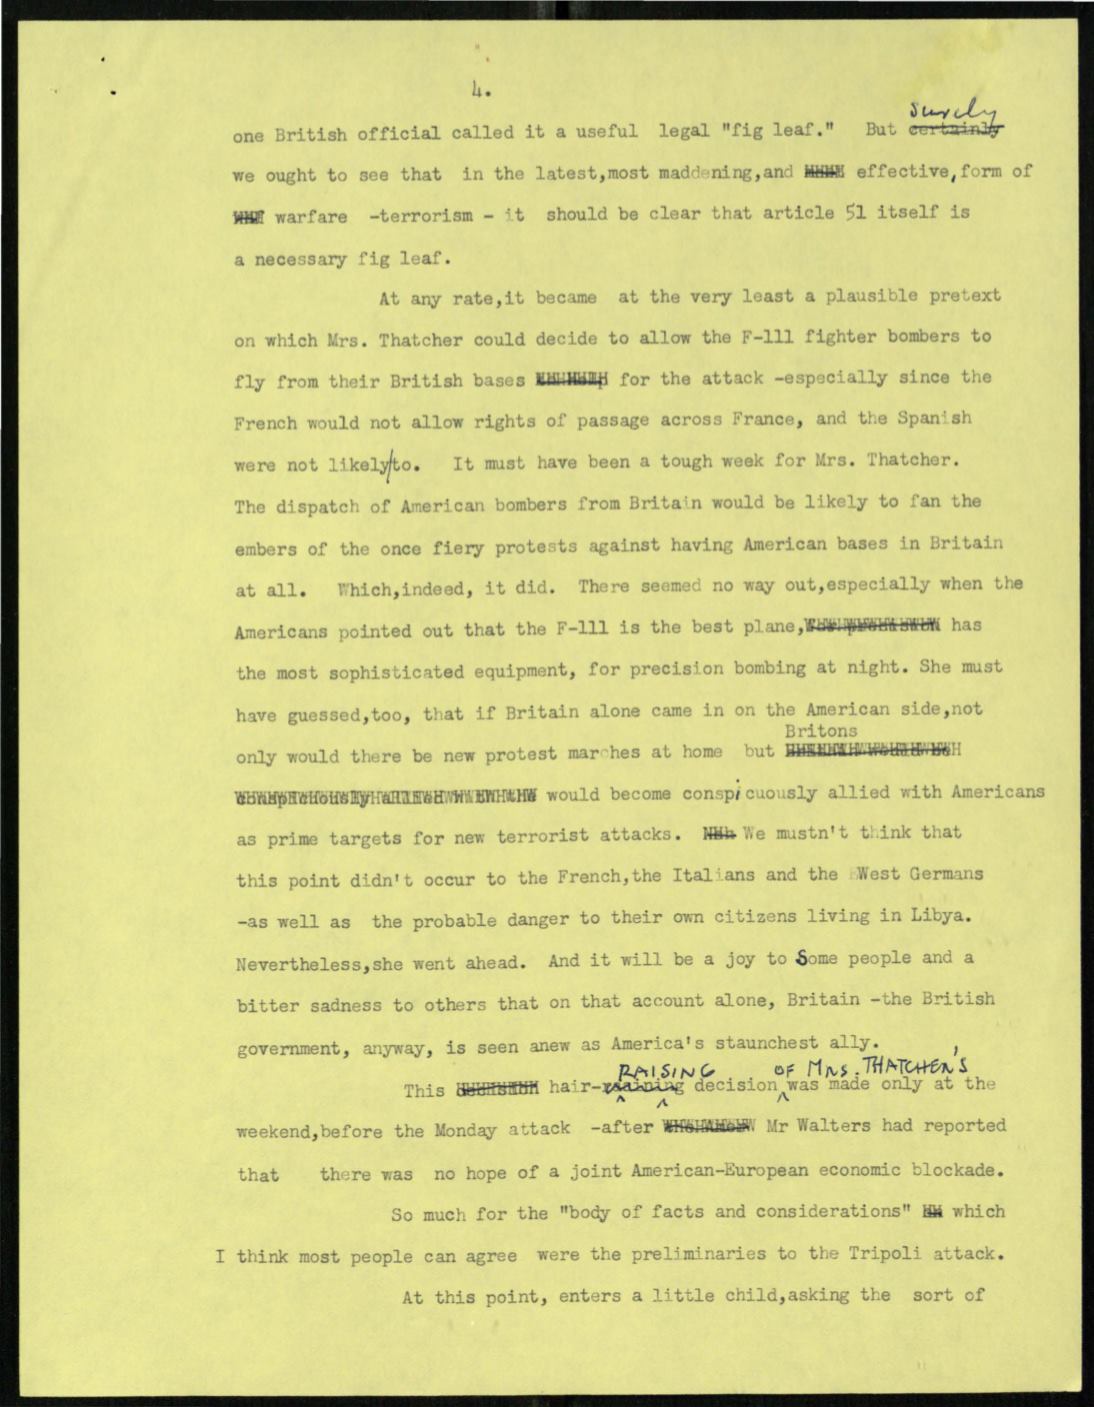 4.
surely
one British official called it a useful legal "fig leaf." But certainly
we ought to see that in the latest,most maddening,and effective,form of
warfare -terrorism - it should be clear that article 51 itself is
a necessary fig leaf.
At any rate,it became at the very least a plausible pretext
on which Mrs. Thatcher could decide to allow the F-111 fighter bombers to
fly from their British bases for the attack -especially since the
French would not allow rights of passage across France, and the Spanish
were not likely/to. It must have been a tough week for Mrs. Thatcher.
The dispatch of American bombers from Britain would be likely to fan the
embers of the once fiery protests against having American bases in Britain
at all. Which,indeed, it did. There seemed no way out,especially when the
Americans pointed out that the F-111 is the best plane, has
the most sophisticated equipment, for precision bombing at night. She must
have guessed,too, that if Britain alone came in on the American side,not
Britons
only would there be new protest marches at home but
conspicuously allied would become conspicuously allied with Americans
as prime targets for new terrorist attacks. We mustn't think that
this point didn't occur to the French,the Italians and the West Germans
-as well as the probable danger to their own citizens living in Libya.
Nevertheless,she went ahead. And it will be a joy to Some people and a
bitter sadness to others that on that account alone, Britain -the British
government, anyway, is seen anew as America's staunchest ally.
RAISING OF MRS. THATCHER'S
This hair-raining decision was made only at the
weekend,before the Monday attack -after Mr Walters had reported
that there was no hope of a joint American-European economic blockade.
So much for the "body of facts and considerations" which
I think most people can agree were the preliminaries to the Tripoli attack.
At this point, enters a little child,asking the sort of